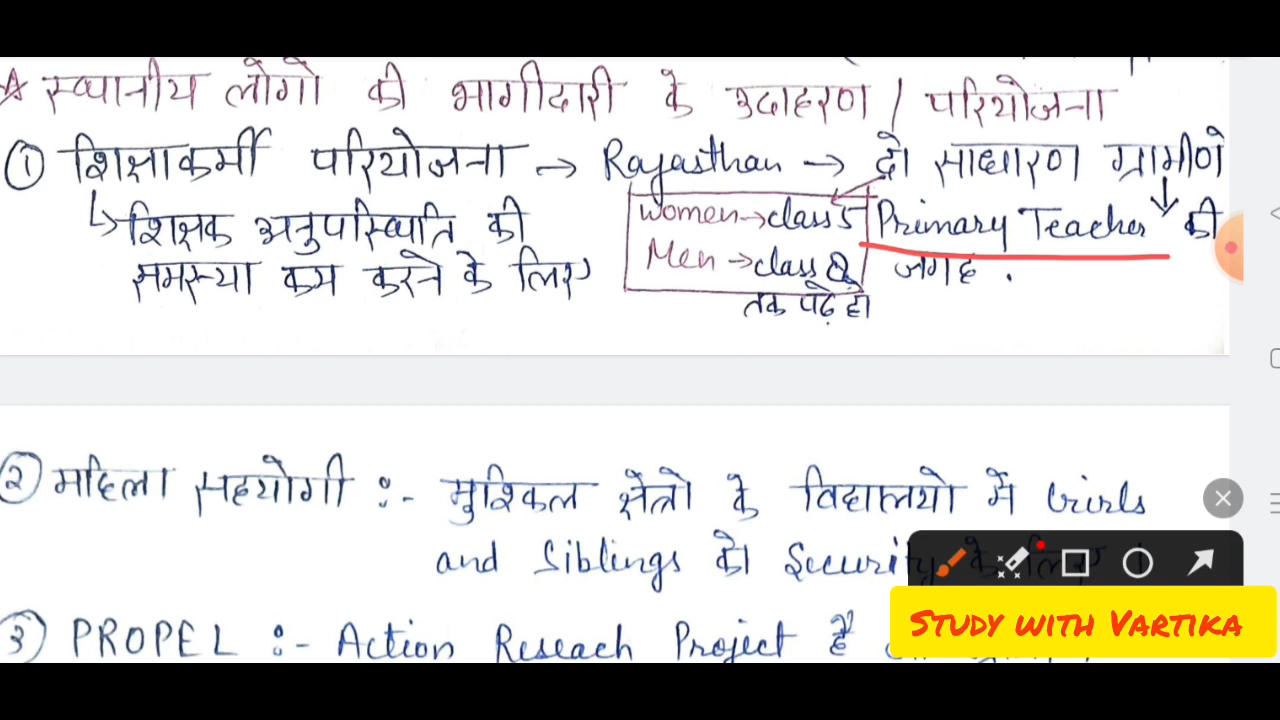 ☆ स्थानीय लोगो की भागीदारी के उदाहरण / परियोजना
① शिक्षाकर्मी परियोजना → Rajasthan → दो साधारण ग्रामीणो
↳ शिक्षक अनुपस्थिति की women → class 5 Primary Teacher की
समस्या कम करने के लिए Men → class 8 जगह .
तक पढ़े हो
② महिला सहयोगी :- मुश्किल क्षेत्रो के विद्यालयो में Girls
and Siblings को Security के लिए
③ PROPEL :- Action Reseach Project है
STUDY WITH VARTIKA